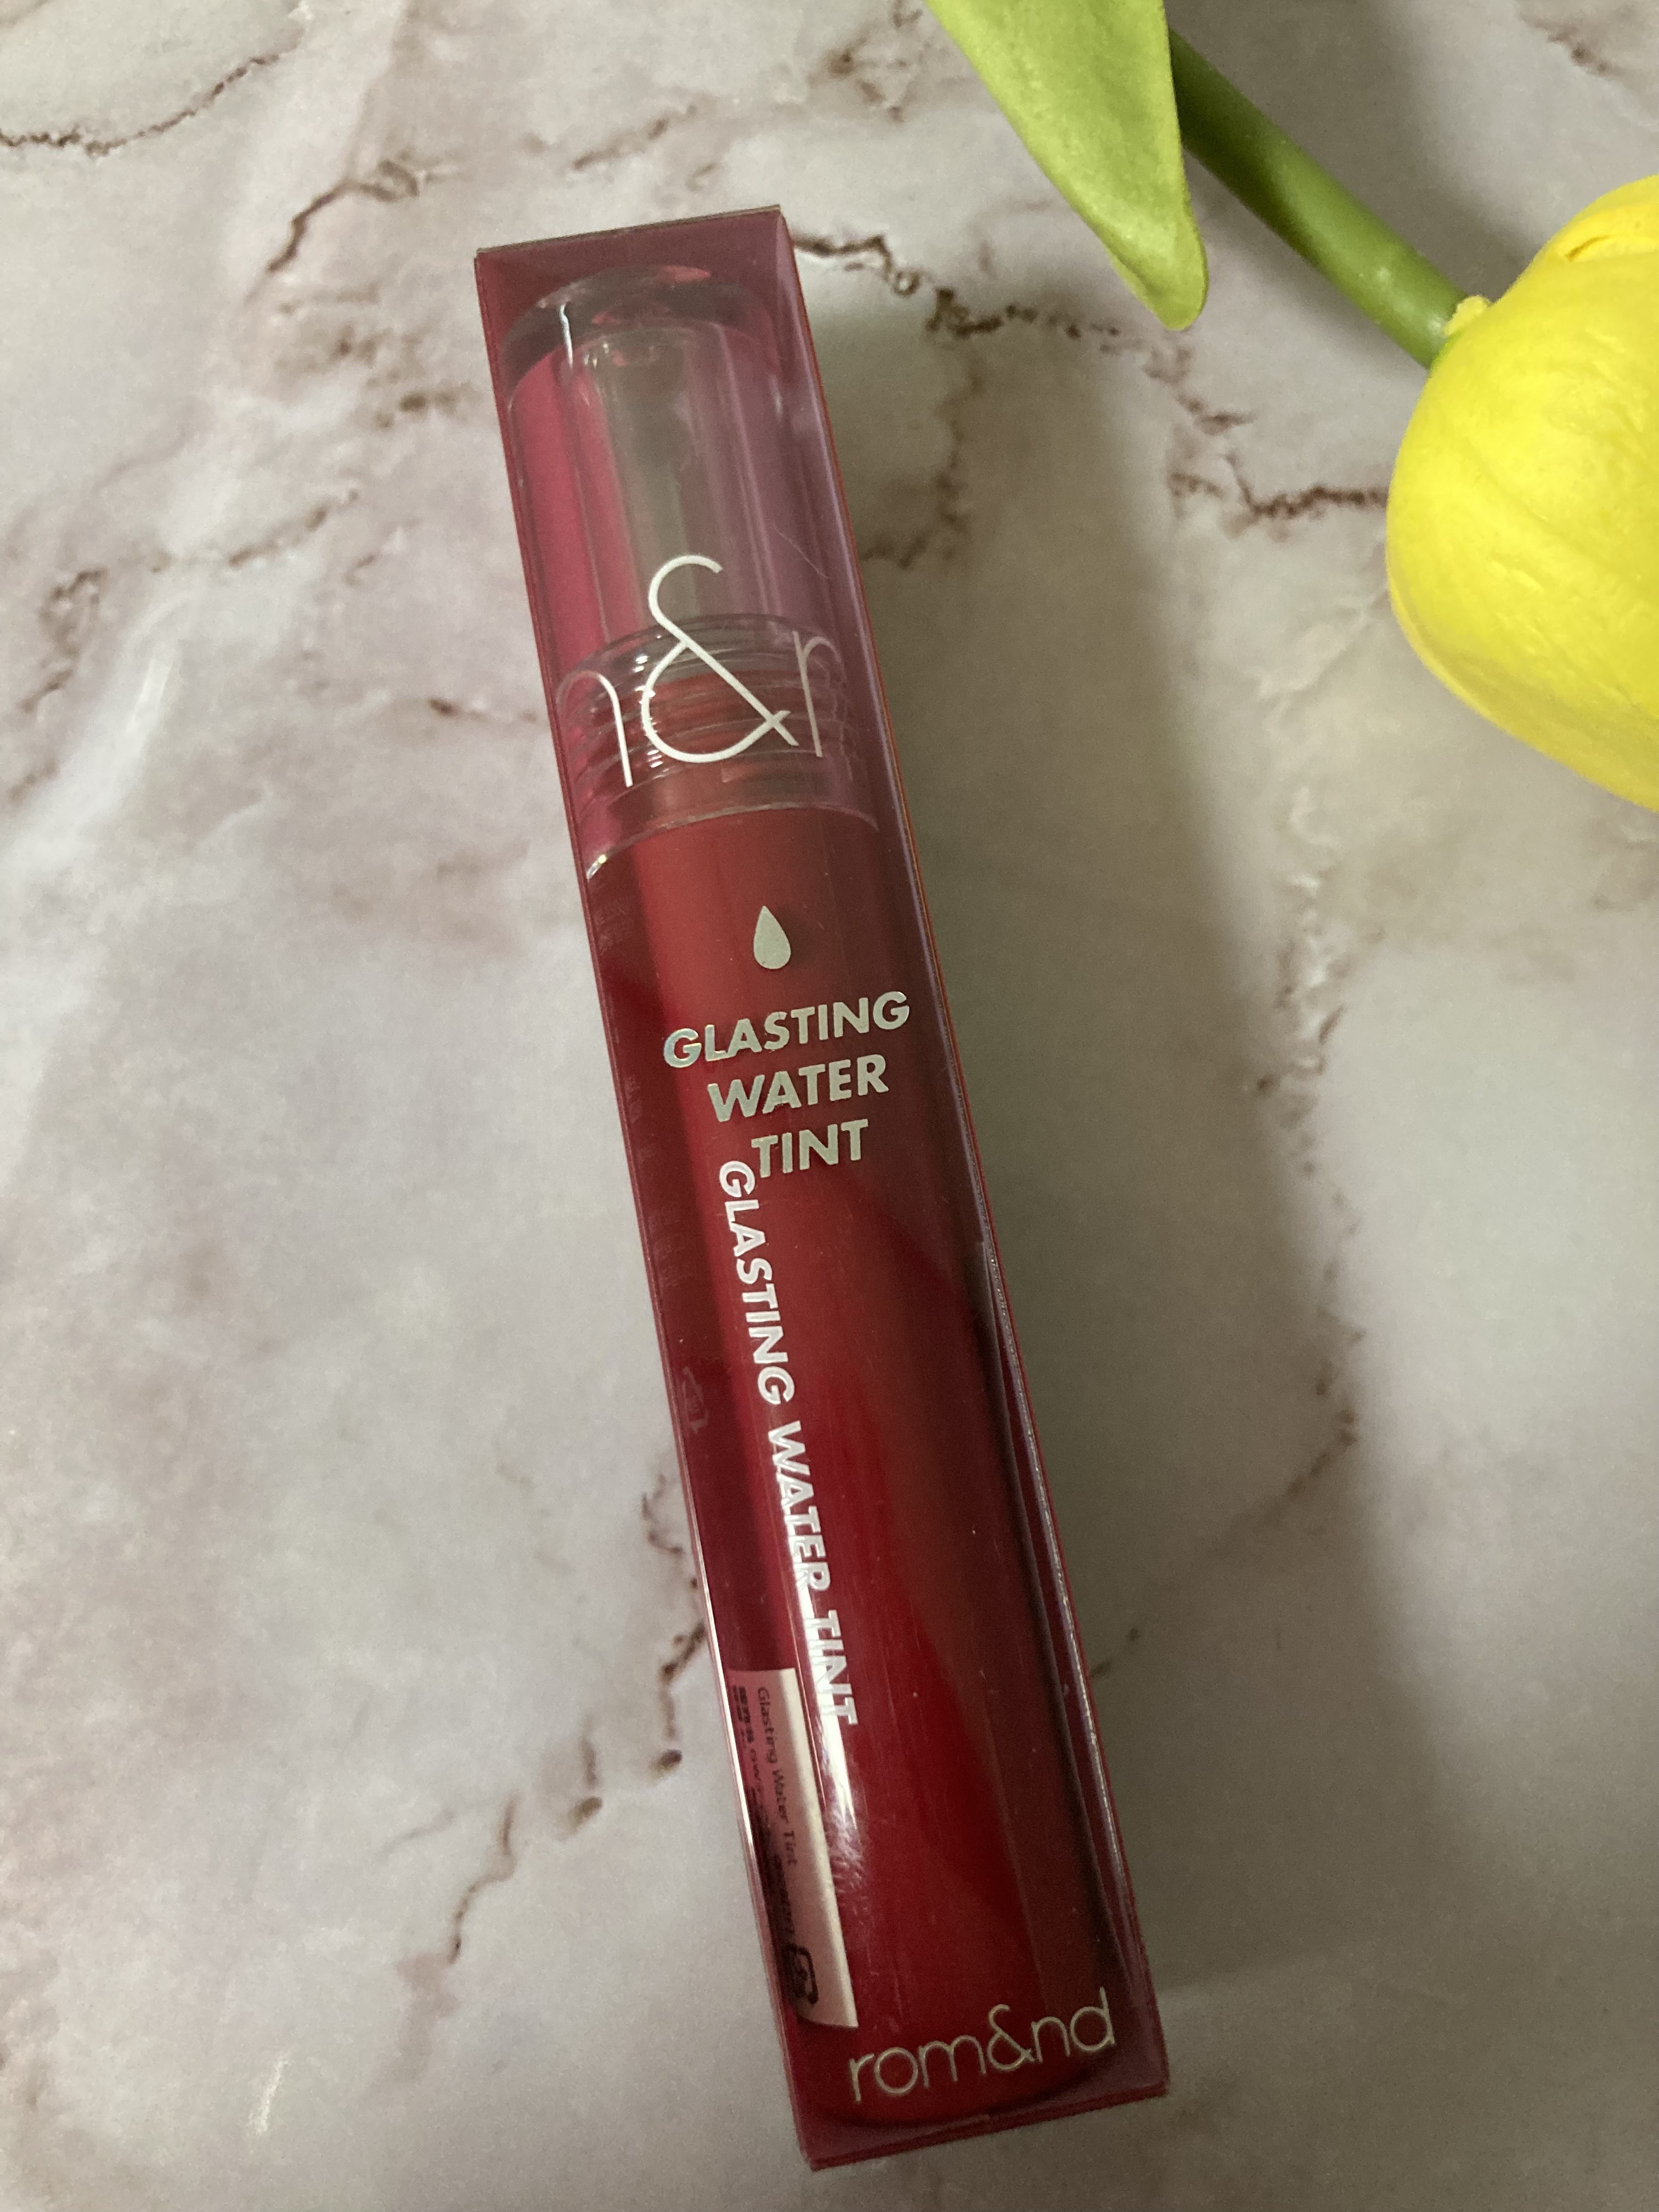 n&r
GLASTING
WATER
TINT
GLASTING WATER TINT
Glasting Water Tint
rom&nd